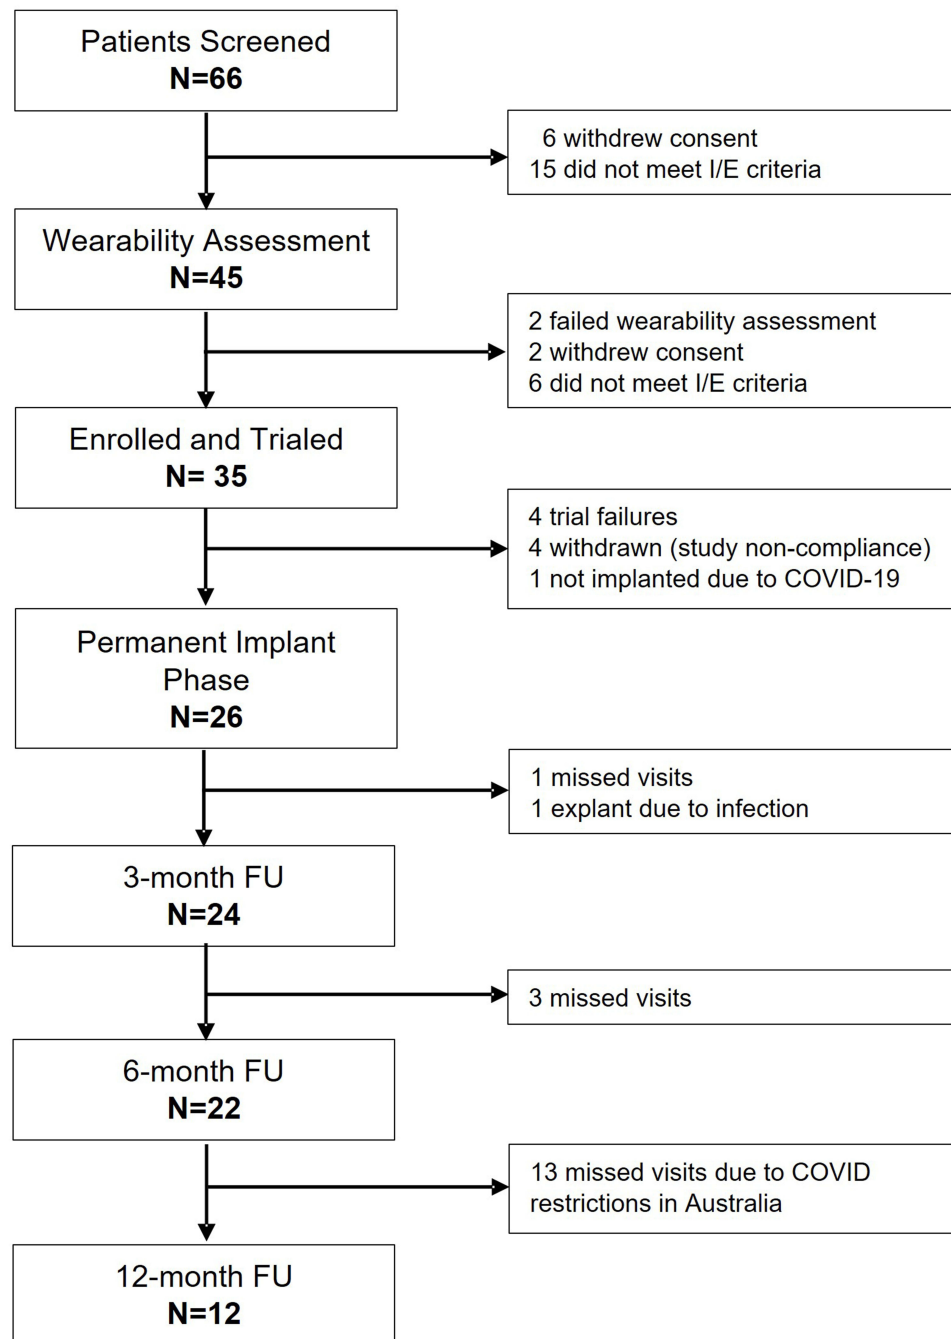 Patients Screened
N=66
6 withdrew consent
15 did not meet I/E criteria
Wearability Assessment
N=45
2 failed wearability assessment
2 withdrew consent
6 did not meet I/E criteria
Enrolled and Trialed
N= 35
4 trial failures
4 withdrawn (study non-compliance)
1 not implanted due to COVID-19
Permanent Implant
Phase
N=26
1 missed visits
1 explant due to infection
3-month FU
N=24
3 missed visits
6-month FU
N=22
13 missed visits due to COVID
restrictions in Australia
12-month FU
N=12